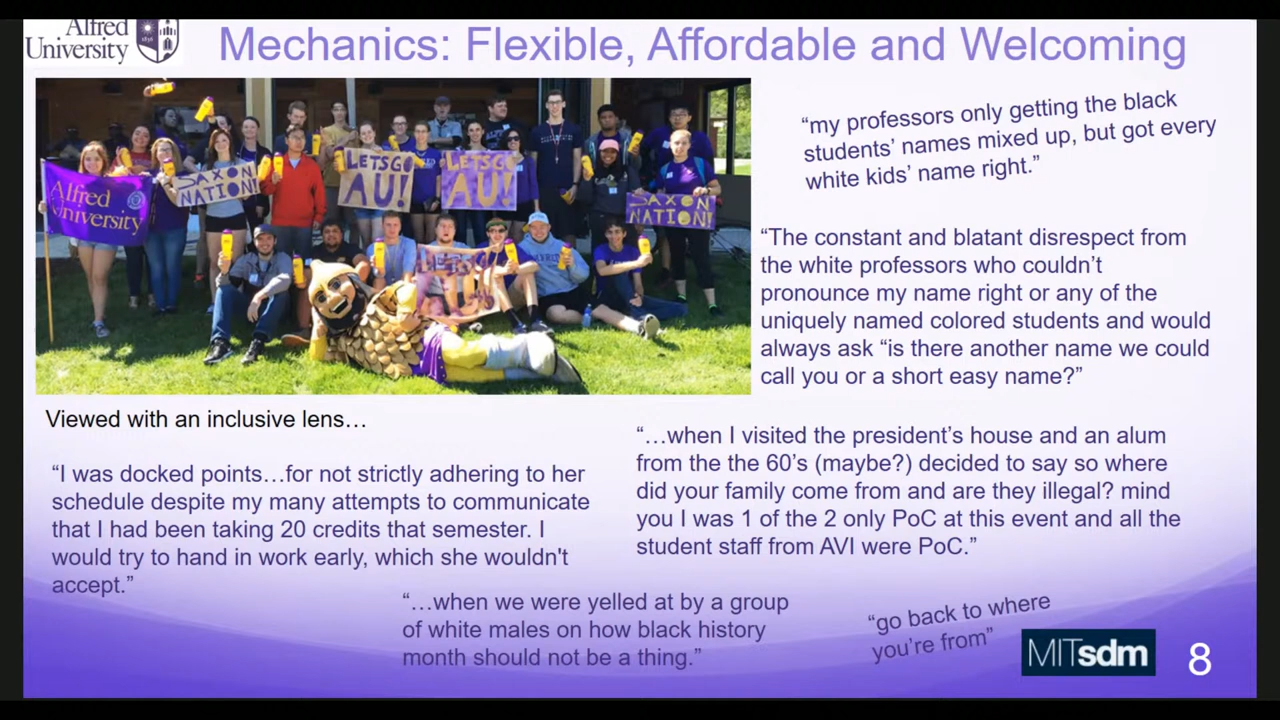 Alfred
University
1836
Mechanics: Flexible, Affordable and Welcoming
Alfred
University
SAXON
NATION!
LETSGO
AU!
LETSGO
AU!
SAXON
NATION!
“my professors only getting the black
students’ names mixed up, but got every
white kids’ name right.”
“The constant and blatant disrespect from
the white professors who couldn’t
pronounce my name right or any of the
uniquely named colored students and would
always ask “is there another name we could
call you or a short easy name?”
Viewed with an inclusive lens…
“I was docked points…for not strictly adhering to her
schedule despite my many attempts to communicate
that I had been taking 20 credits that semester. I
would try to hand in work early, which she wouldn't
accept.”
“…when I visited the president’s house and an alum
from the the 60’s (maybe?) decided to say so where
did your family come from and are they illegal? mind
you I was 1 of the 2 only PoC at this event and all the
student staff from AVI were PoC.”
“…when we were yelled at by a group
of white males on how black history
month should not be a thing.”
“go back to where
you’re from”
MITsdm
8